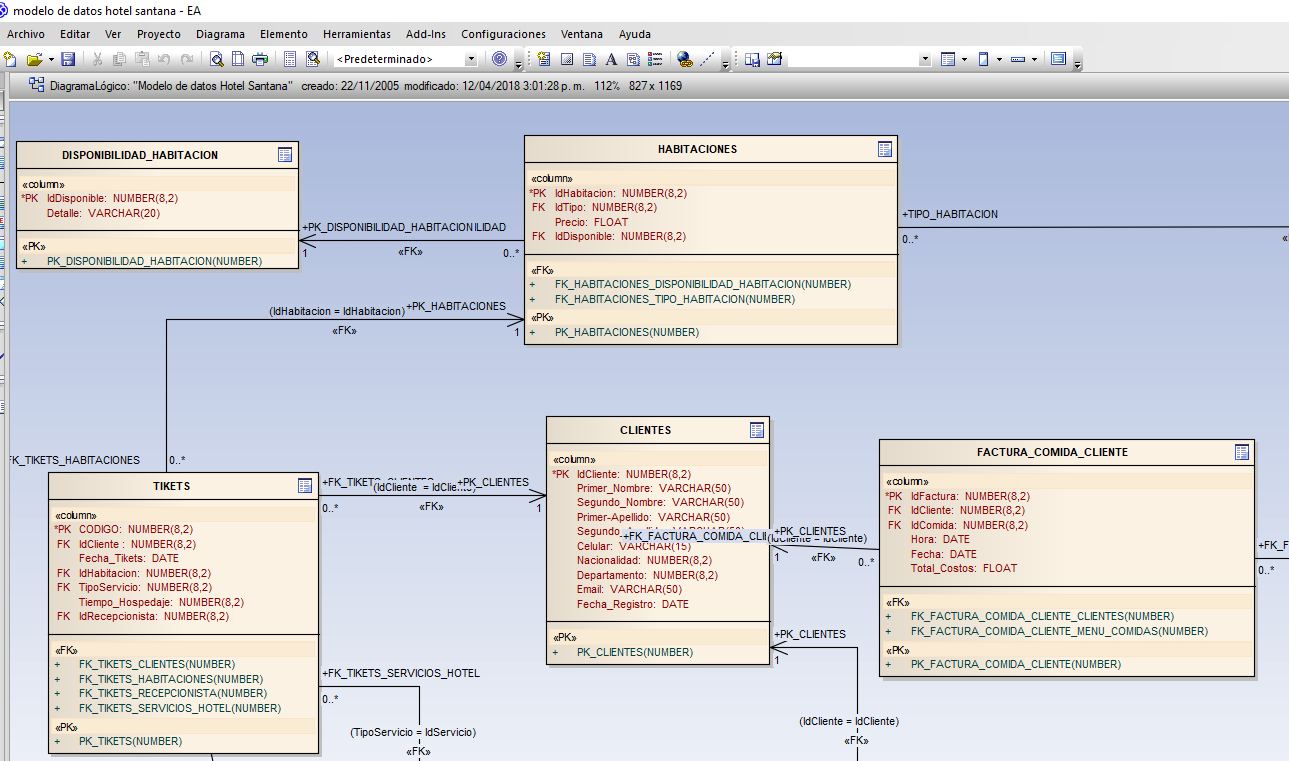 modelo de datos hotel santana - EA
Archivo Editar Ver Proyecto Diagrama Elemento Herramientas Add-Ins Configuraciones Ventana Ayuda
<Predeterminado>
DiagramaLógico: "Modelo de datos Hotel Santana" creado: 22/11/2005 modificado: 12/04/2018 3:01:28 p. m. 112% 827 x 1169
DISPONIBILIDAD_HABITACION
«column»
*PK IdDisponible: NUMBER(8,2)
Detalle: VARCHAR(20)
«PK»
+ PK_DISPONIBILIDAD_HABITACION(NUMBER)
+PK_DISPONIBILIDAD_HABITACIONILIDAD
1 «FK» 0..*
HABITACIONES
«column»
*PK IdHabitacion: NUMBER(8,2)
FK IdTipo: NUMBER(8,2)
Precio: FLOAT
FK IdDisponible: NUMBER(8,2)
«FK»
+ FK_HABITACIONES_DISPONIBILIDAD_HABITACION(NUMBER)
+ FK_HABITACIONES_TIPO_HABITACION(NUMBER)
«PK»
+ PK_HABITACIONES(NUMBER)
+TIPO_HABITACION
0..*
(IdHabitacion = IdHabitacion) +PK_HABITACIONES
«FK» 1
FK_TIKETS_HABITACIONES 0..*
TIKETS
«column»
*PK CODIGO: NUMBER(8,2)
FK IdCliente : NUMBER(8,2)
Fecha_Tikets: DATE
FK IdHabitacion: NUMBER(8,2)
FK TipoServicio: NUMBER(8,2)
Tiempo_Hospedaje: NUMBER(8,2)
FK IdRecepcionista: NUMBER(8,2)
«FK»
+ FK_TIKETS_CLIENTES(NUMBER)
+ FK_TIKETS_HABITACIONES(NUMBER)
+ FK_TIKETS_RECEPCIONISTA(NUMBER)
+ FK_TIKETS_SERVICIOS_HOTEL(NUMBER)
«PK»
+ PK_TIKETS(NUMBER)
+PK_CLIENTES
0..* «FK» 1
CLIENTES
«column»
*PK IdCliente: NUMBER(8,2)
Primer_Nombre: VARCHAR(50)
Segundo_Nombre: VARCHAR(50)
Primer-Apellido: VARCHAR(50)
Celular: VARCHAR(15)
Nacionalidad: NUMBER(8,2)
Departamento: NUMBER(8,2)
Email: VARCHAR(50)
Fecha_Registro: DATE
«PK»
+ PK_CLIENTES(NUMBER)
+FK_FACTURA_COMIDA_CLIE
+PK_CLIENTES
(IdCliente = IdCliente)
1 «FK» 0..*
FACTURA_COMIDA_CLIENTE
«column»
*PK IdFactura: NUMBER(8,2)
FK IdCliente: NUMBER(8,2)
FK IdComida: NUMBER(8,2)
Hora: DATE
Fecha: DATE
Total_Costos: FLOAT
«FK»
+ FK_FACTURA_COMIDA_CLIENTE_CLIENTES(NUMBER)
+ FK_FACTURA_COMIDA_CLIENTE_MENU_COMIDAS(NUMBER)
«PK»
+ PK_FACTURA_COMIDA_CLIENTE(NUMBER)
+FK_F
0..*
+PK_CLIENTES
1
(IdCliente = IdCliente)
«FK»
+FK_TIKETS_SERVICIOS_HOTEL
0..*
(TipoServicio = IdServicio)
«FK»